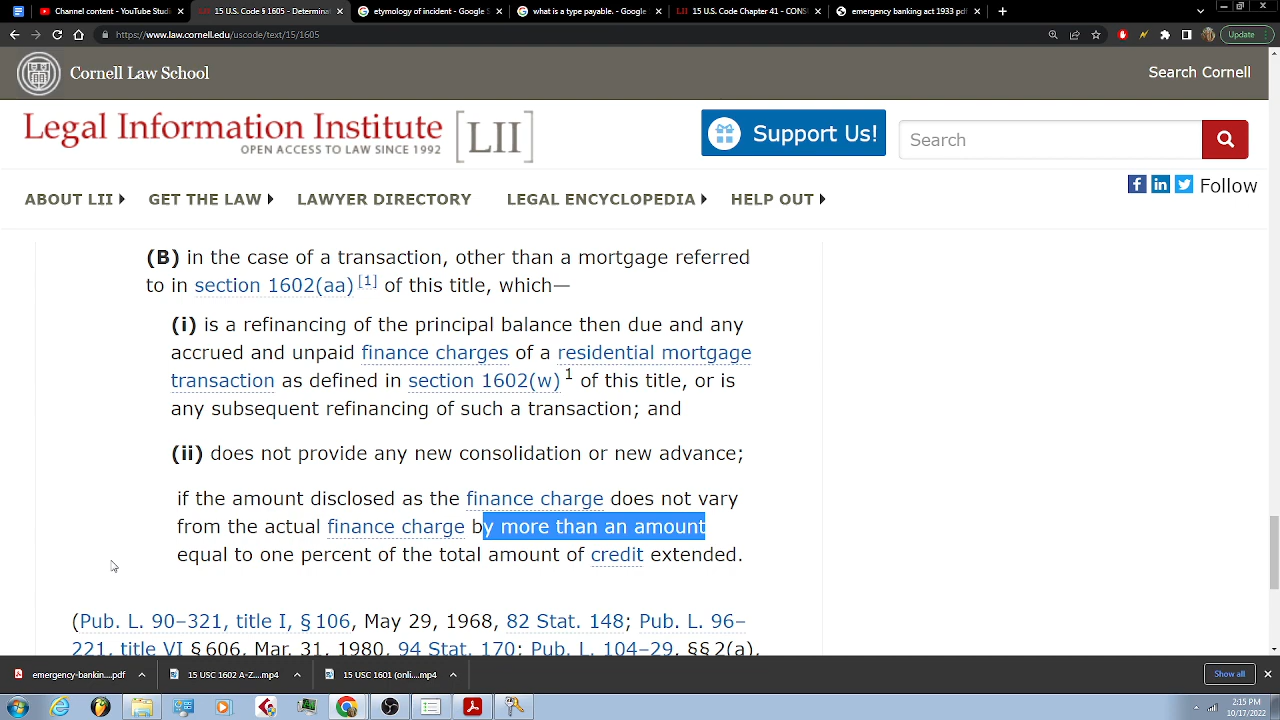 Channel content - YouTube Studi
15 U.S. Code § 1605 - Determina
etymology of incident - Google S
what is a type payable. - Google
LII 15 U.S. Code Chapter 41 - CONS
emergency banking act 1933 pdf
https://www.law.cornell.edu/uscode/text/15/1605
Update
Cornell Law School
Search Cornell
Legal Information Institute [LII]
OPEN ACCESS TO LAW SINCE 1992
Support Us!
Search
ABOUT LII
GET THE LAW
LAWYER DIRECTORY
LEGAL ENCYCLOPEDIA
HELP OUT
Follow
(B) in the case of a transaction, other than a mortgage referred
to in section 1602(aa) [1] of this title, which—
(i) is a refinancing of the principal balance then due and any
accrued and unpaid finance charges of a residential mortgage
transaction as defined in section 1602(w) 1 of this title, or is
any subsequent refinancing of such a transaction; and
(ii) does not provide any new consolidation or new advance;
if the amount disclosed as the finance charge does not vary
from the actual finance charge by more than an amount
equal to one percent of the total amount of credit extended.
(Pub. L. 90–321, title I, § 106, May 29, 1968, 82 Stat. 148; Pub. L. 96–
221, title VI § 606, Mar. 31, 1980, 94 Stat. 170; Pub. L. 104–29, §§ 2(a),
emergency-bankin....pdf
15 USC 1602 A-Z....mp4
15 USC 1601 (onli....mp4
Show all
2:15 PM
10/17/2022